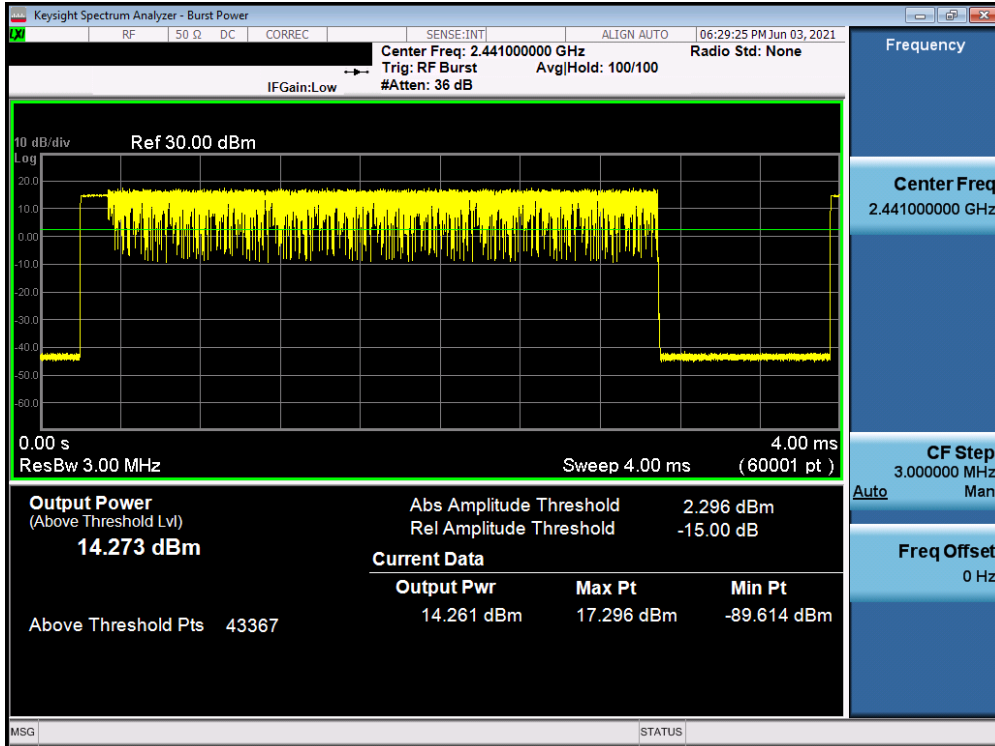 Keysight Spectrum Analyzer - Burst Power
LXI RF 50 Ω DC CORREC SENSE:INT ALIGN AUTO 06:29:25 PM Jun 03, 2021
Center Freq: 2.441000000 GHz Radio Std: None
Trig: RF Burst Avg|Hold: 100/100
IFGain:Low #Atten: 36 dB
Frequency
10 dB/div Ref 30.00 dBm
Log
20.0
10.0
0.00
-10.0
-20.0
-30.0
-40.0
-50.0
-60.0
0.00 s 4.00 ms
ResBw 3.00 MHz Sweep 4.00 ms (60001 pt)
Center Freq
2.441000000 GHz
CF Step
3.000000 MHz
Auto Man
Freq Offset
0 Hz
Output Power
(Above Threshold Lvl)
14.273 dBm
Above Threshold Pts 43367
Abs Amplitude Threshold 2.296 dBm
Rel Amplitude Threshold -15.00 dB
Current Data
Output Pwr Max Pt Min Pt
14.261 dBm 17.296 dBm -89.614 dBm
MSG STATUS